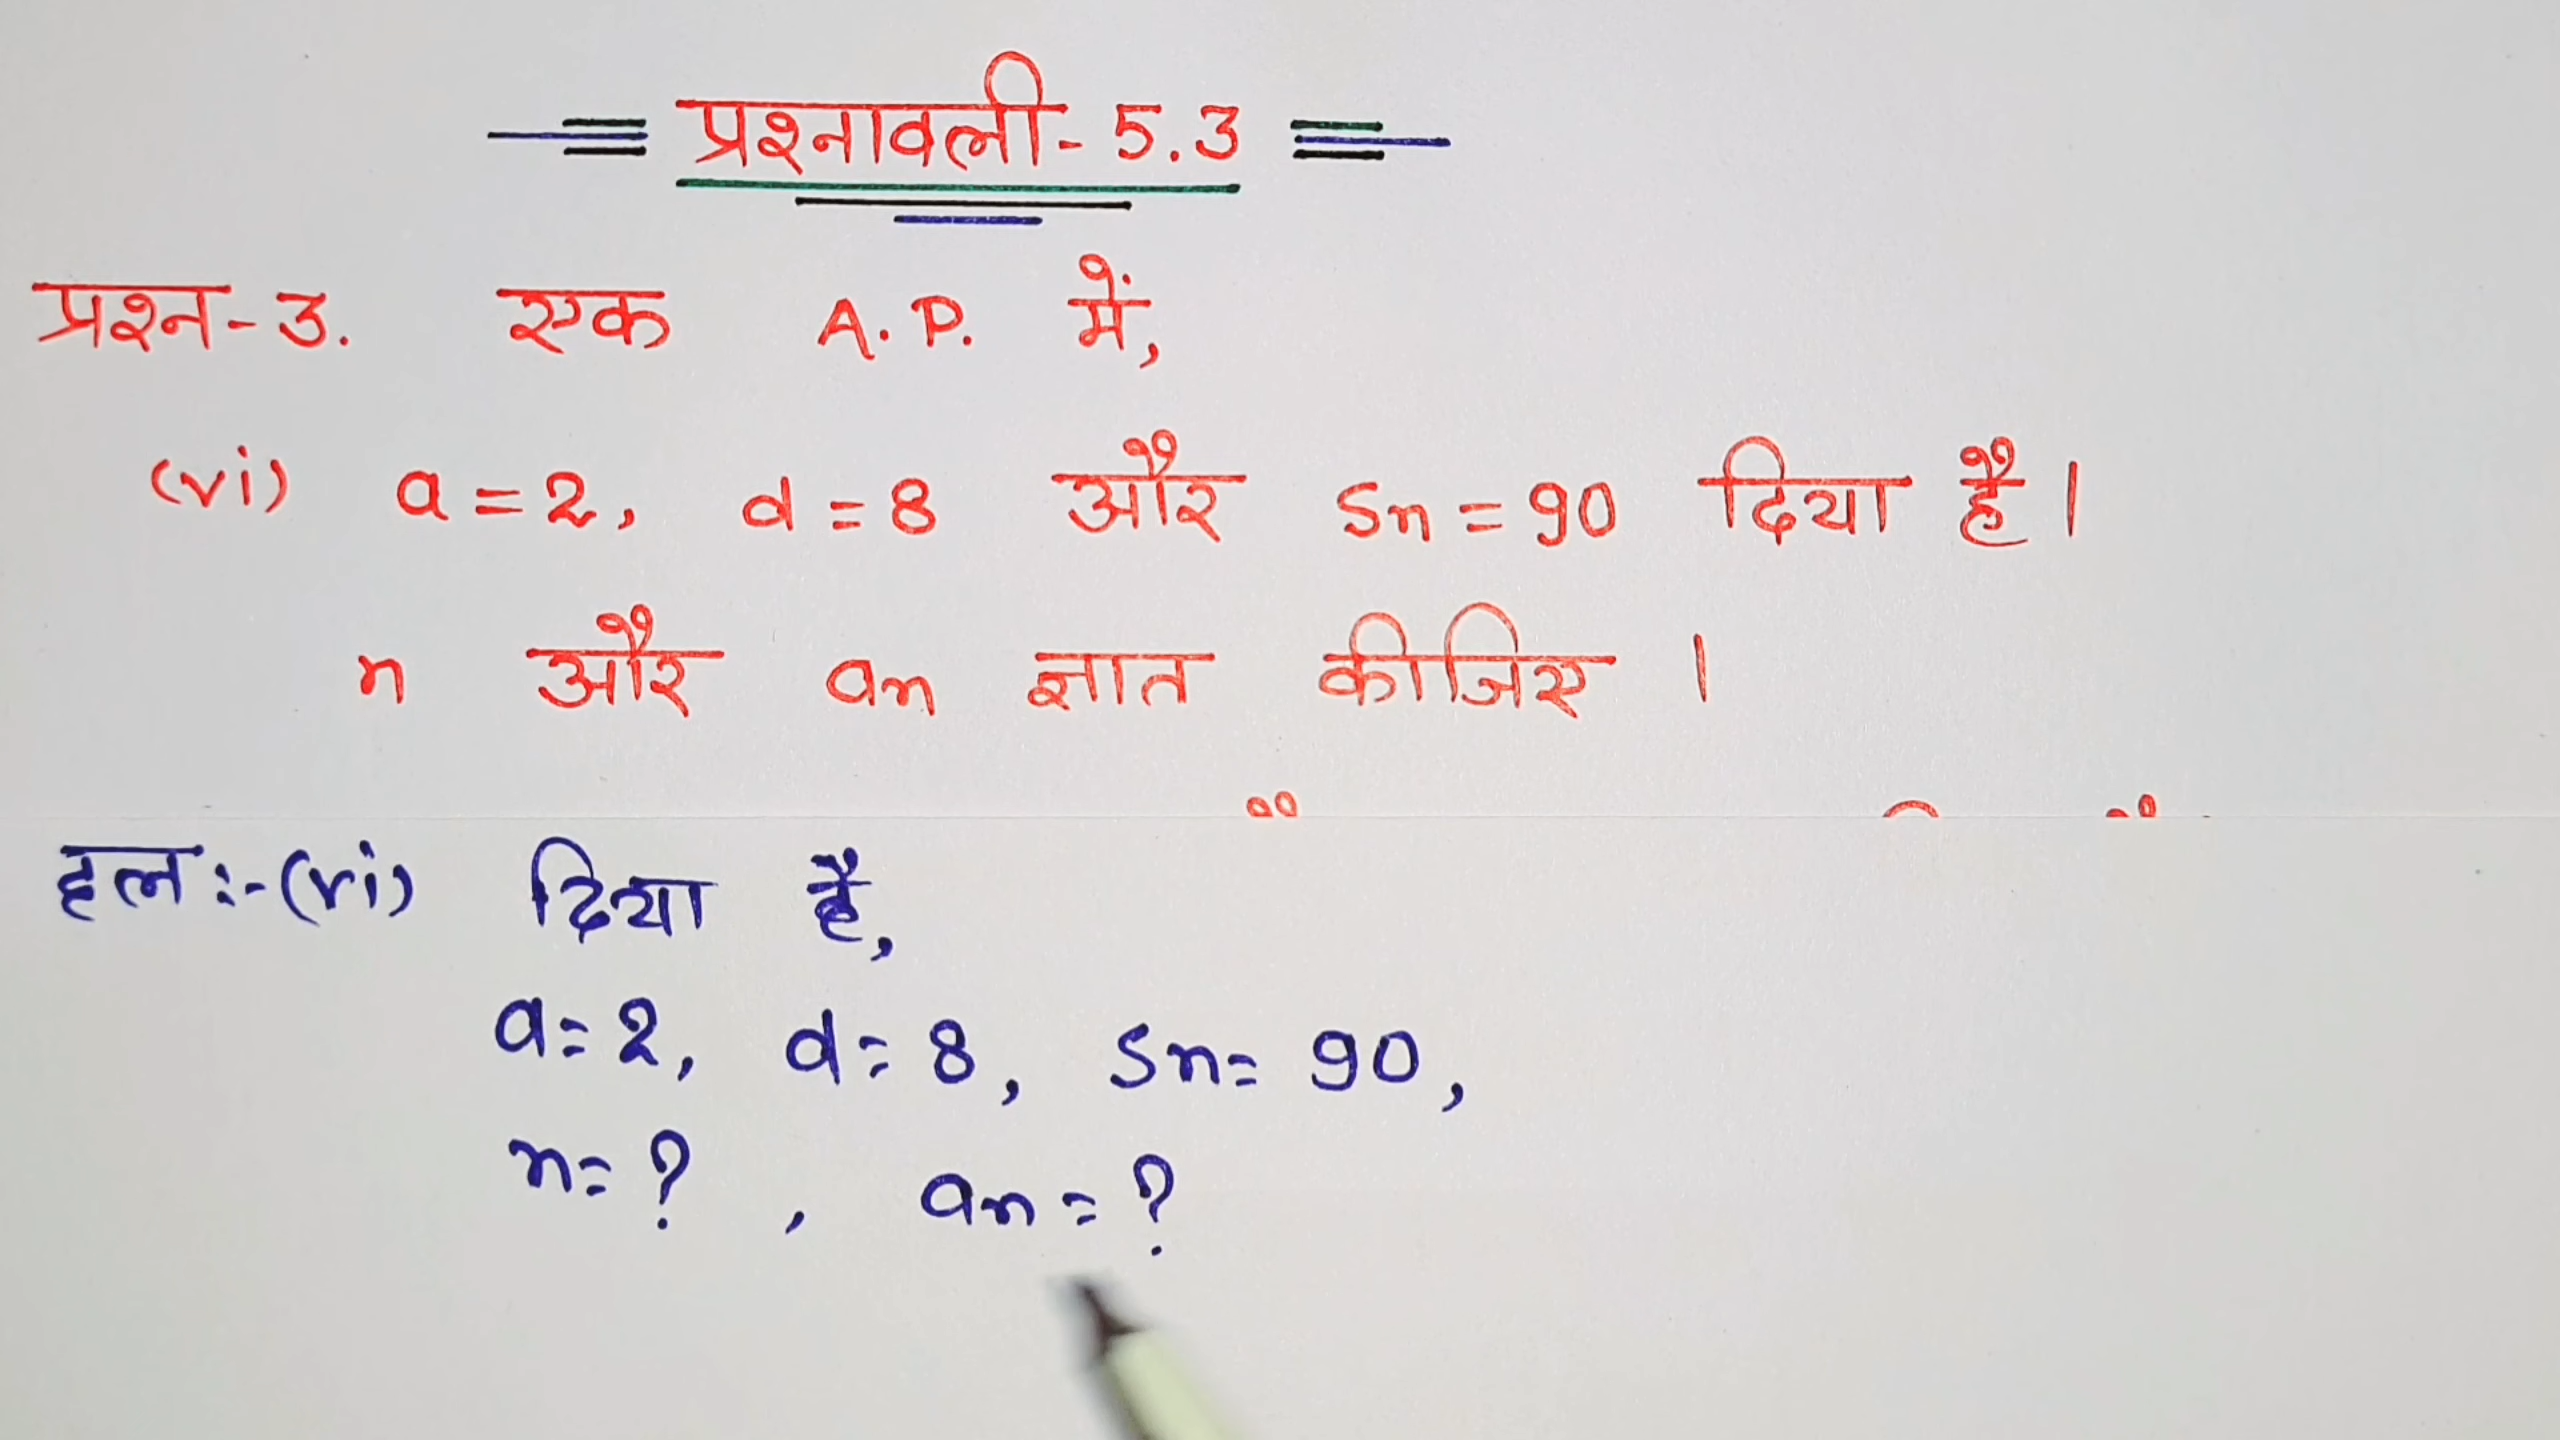 प्रश्नावली- 5.3
प्रश्न-3. एक A.P. में,
(vi) a=2, d=8 और Sn=90 दिया है।
n और an ज्ञात कीजिए ।
हल:-(vi) दिया है,
a=2, d=8, Sn=90,
n=? , an=?